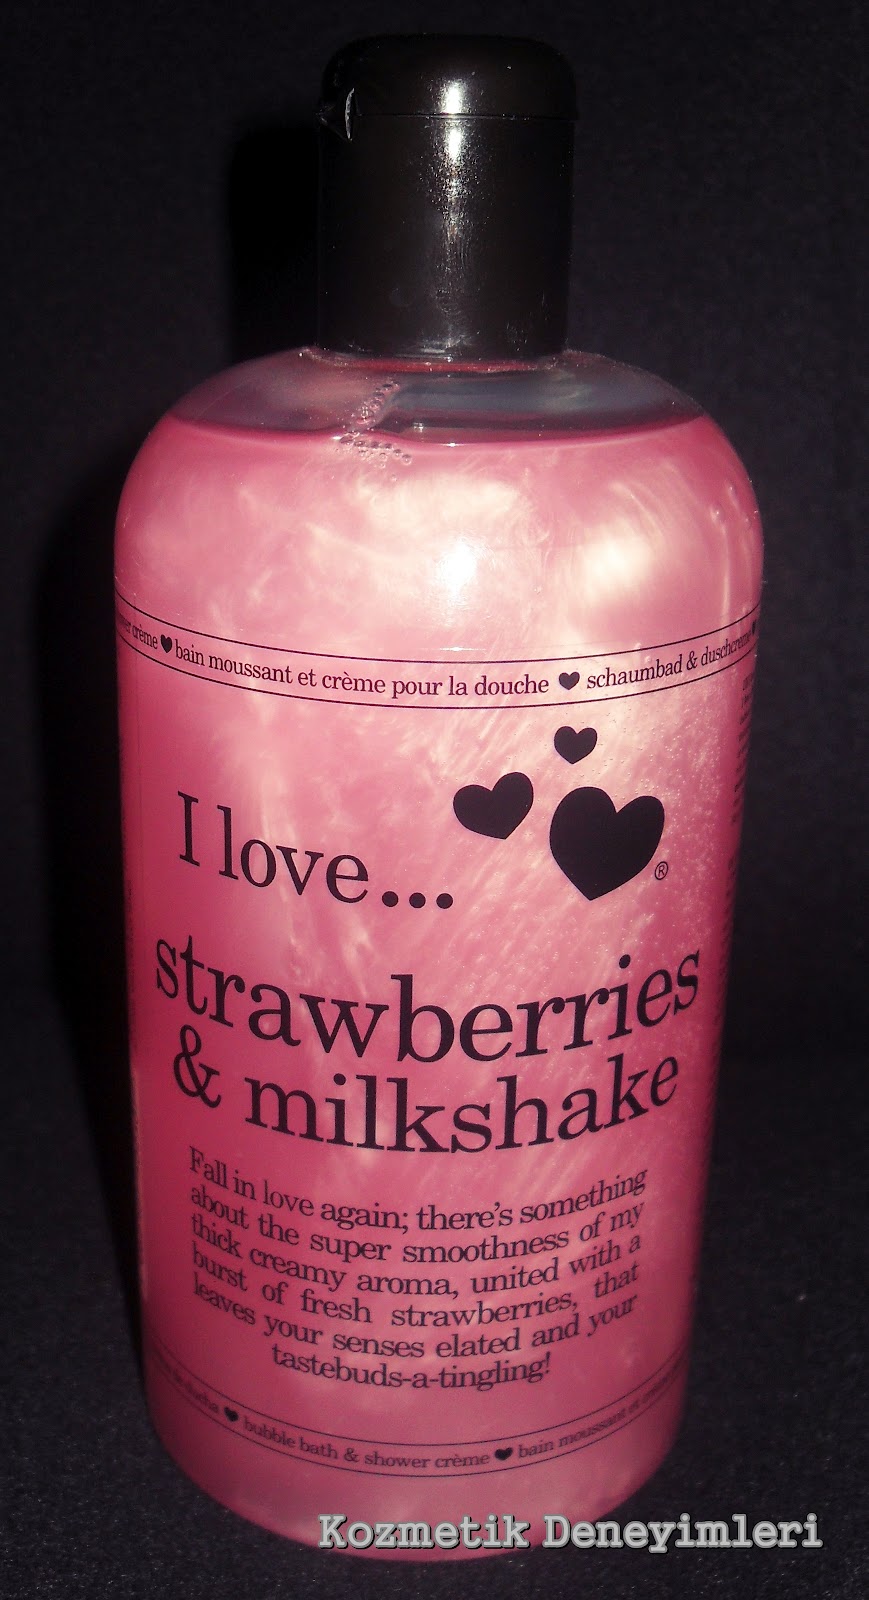 crème ♥ bain moussant et crème pour la douche ♥ schaumbad & duschcreme ♥
I love...
®
strawberries
& milkshake
Fall in love again; there's something
about the super smoothness of my
thick creamy aroma, united with a
burst of fresh strawberries, that
leaves your senses elated and your
tastebuds-a-tingling!
ducha ♥ bubble bath & shower crème ♥ bain moussant et
Kozmetik Deneyimleri